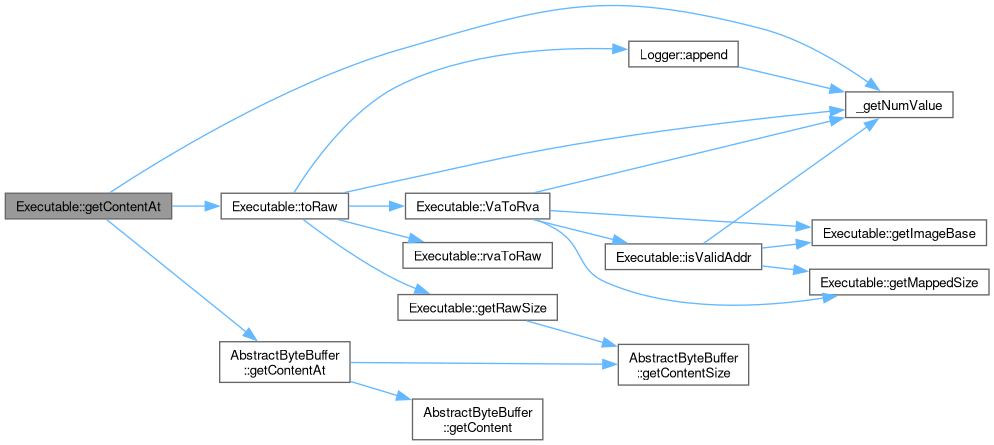 Logger::append
_getNumValue
Executable::getContentAt
Executable::toRaw
Executable::VaToRva
Executable::getImageBase
Executable::rvaToRaw
Executable::isValidAddr
Executable::getMappedSize
Executable::getRawSize
AbstractByteBuffer
::getContentAt
AbstractByteBuffer
::getContentSize
AbstractByteBuffer
::getContent